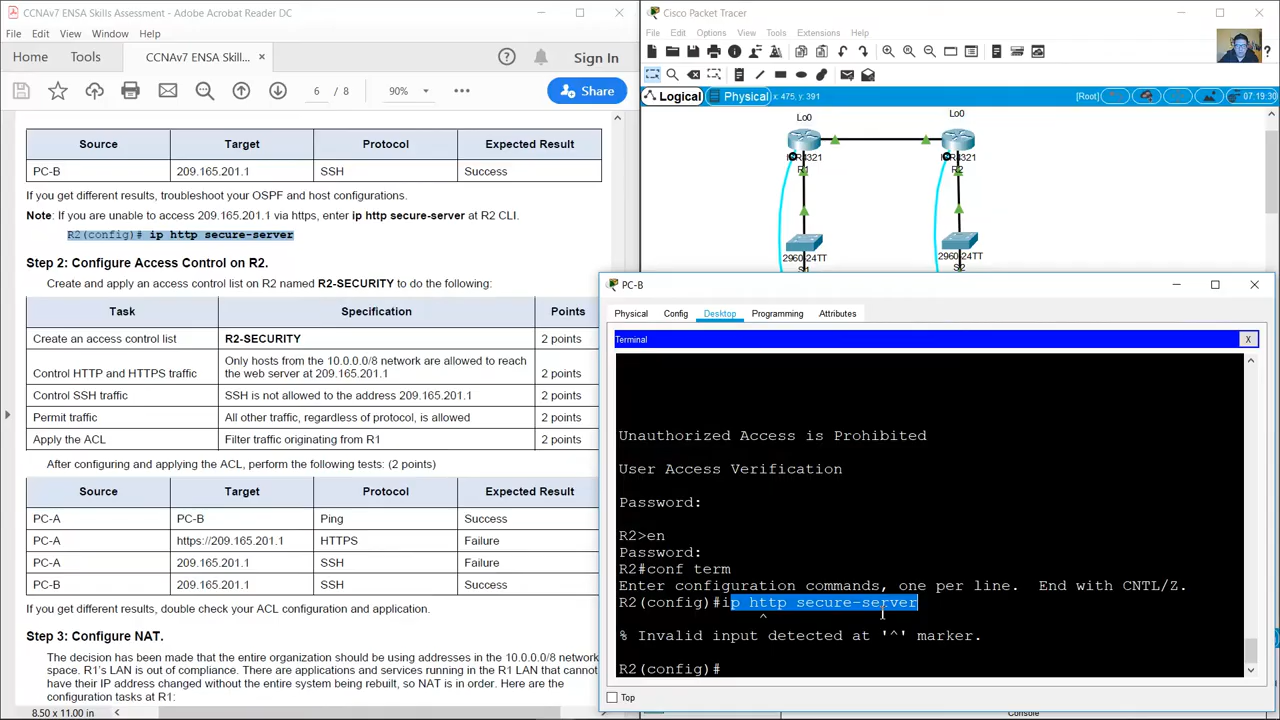 CCNAv7 ENSA Skills Assessment - Adobe Acrobat Reader DC
File Edit View Window Help
Home Tools CCNAv7 ENSA Skill... × Sign In
6 / 8 90% Share
Source Target Protocol Expected Result
PC-B 209.165.201.1 SSH Success
If you get different results, troubleshoot your OSPF and host configurations.
Note: If you are unable to access 209.165.201.1 via https, enter ip http secure-server at R2 CLI.
R2(config)# ip http secure-server
Step 2: Configure Access Control on R2.
Create and apply an access control list on R2 named R2-SECURITY to do the following:
Task Specification Points
Create an access control list R2-SECURITY 2 points
Control HTTP and HTTPS traffic Only hosts from the 10.0.0.0/8 network are allowed to reach
the web server at 209.165.201.1 2 points
Control SSH traffic SSH is not allowed to the address 209.165.201.1 2 points
Permit traffic All other traffic, regardless of protocol, is allowed 2 points
Apply the ACL Filter traffic originating from R1 2 points
After configuring and applying the ACL, perform the following tests: (2 points)
Source Target Protocol Expected Result
PC-A PC-B Ping Success
PC-A https://209.165.201.1 HTTPS Failure
PC-A 209.165.201.1 SSH Failure
PC-B 209.165.201.1 SSH Success
If you get different results, double check your ACL configuration and application.
Step 3: Configure NAT.
The decision has been made that the entire organization should be using addresses in the 10.0.0.0/8 network
space. R1's LAN is out of compliance. There are applications and services running in the R1 LAN that cannot
have their IP address changed without the entire system being rebuilt, so NAT is in order. Here are the
configuration tasks at R1:
8.50 x 11.00 in
Cisco Packet Tracer
File Edit Options View Tools Extensions Help
Logical Physical x: 475, y: 391 [Root] 07:19:30
Lo0 Lo0
R1 R2
2960-24TT 2960-24TT
S1 S2
PC-B
Physical Config Desktop Programming Attributes
Terminal X
Unauthorized Access is Prohibited
User Access Verification
Password:
R2>en
Password:
R2#conf term
Enter configuration commands, one per line.  End with CNTL/Z.
R2(config)#ip http secure-server
^
% Invalid input detected at '^' marker.
R2(config)#
Top
Console